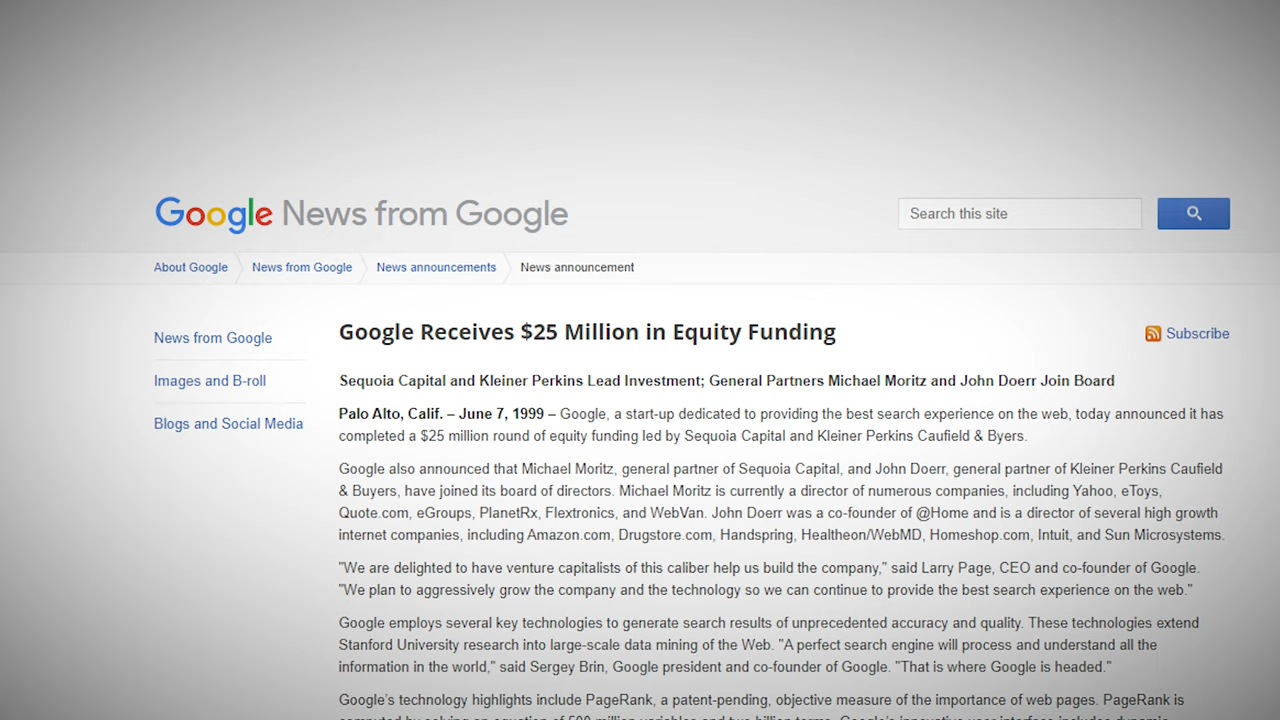 Google News from Google
Search this site
About Google
News from Google
News announcements
News announcement
News from Google
Images and B-roll
Blogs and Social Media
Google Receives $25 Million in Equity Funding
Subscribe
Sequoia Capital and Kleiner Perkins Lead Investment; General Partners Michael Moritz and John Doerr Join Board
Palo Alto, Calif. – June 7, 1999 – Google, a start-up dedicated to providing the best search experience on the web, today announced it has
completed a $25 million round of equity funding led by Sequoia Capital and Kleiner Perkins Caufield & Byers.
Google also announced that Michael Moritz, general partner of Sequoia Capital, and John Doerr, general partner of Kleiner Perkins Caufield
& Buyers, have joined its board of directors. Michael Moritz is currently a director of numerous companies, including Yahoo, eToys,
Quote.com, eGroups, PlanetRx, Flextronics, and WebVan. John Doerr was a co-founder of @Home and is a director of several high growth
internet companies, including Amazon.com, Drugstore.com, Handspring, Healtheon/WebMD, Homeshop.com, Intuit, and Sun Microsystems.
"We are delighted to have venture capitalists of this caliber help us build the company," said Larry Page, CEO and co-founder of Google.
"We plan to aggressively grow the company and the technology so we can continue to provide the best search experience on the web."
Google employs several key technologies to generate search results of unprecedented accuracy and quality. These technologies extend
Stanford University research into large-scale data mining of the Web. "A perfect search engine will process and understand all the
information in the world," said Sergey Brin, Google president and co-founder of Google. "That is where Google is headed."
Google's technology highlights include PageRank, a patent-pending, objective measure of the importance of web pages. PageRank is